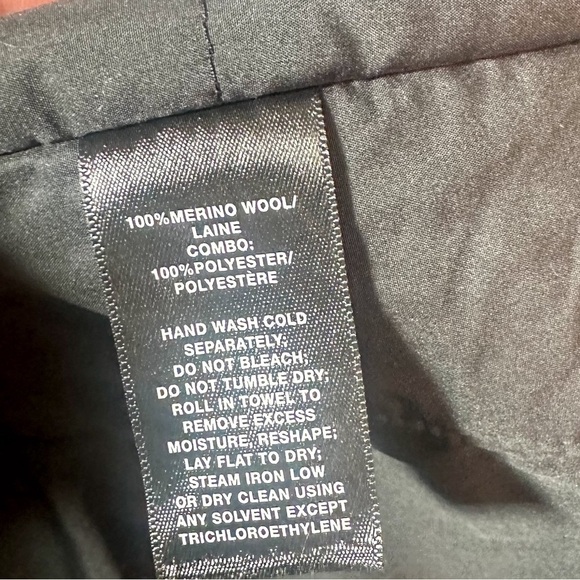 100%MERINO WOOL/
LAINE
COMBO:
100%POLYESTER/
POLYESTÈRE
HAND WASH COLD
SEPARATELY;
DO NOT BLEACH;
DO NOT TUMBLE DRY;
ROLL IN TOWEL TO
REMOVE EXCESS
MOISTURE, RESHAPE;
LAY FLAT TO DRY;
STEAM IRON LOW
OR DRY CLEAN USING
ANY SOLVENT EXCEPT
TRICHLOROETHYLENE